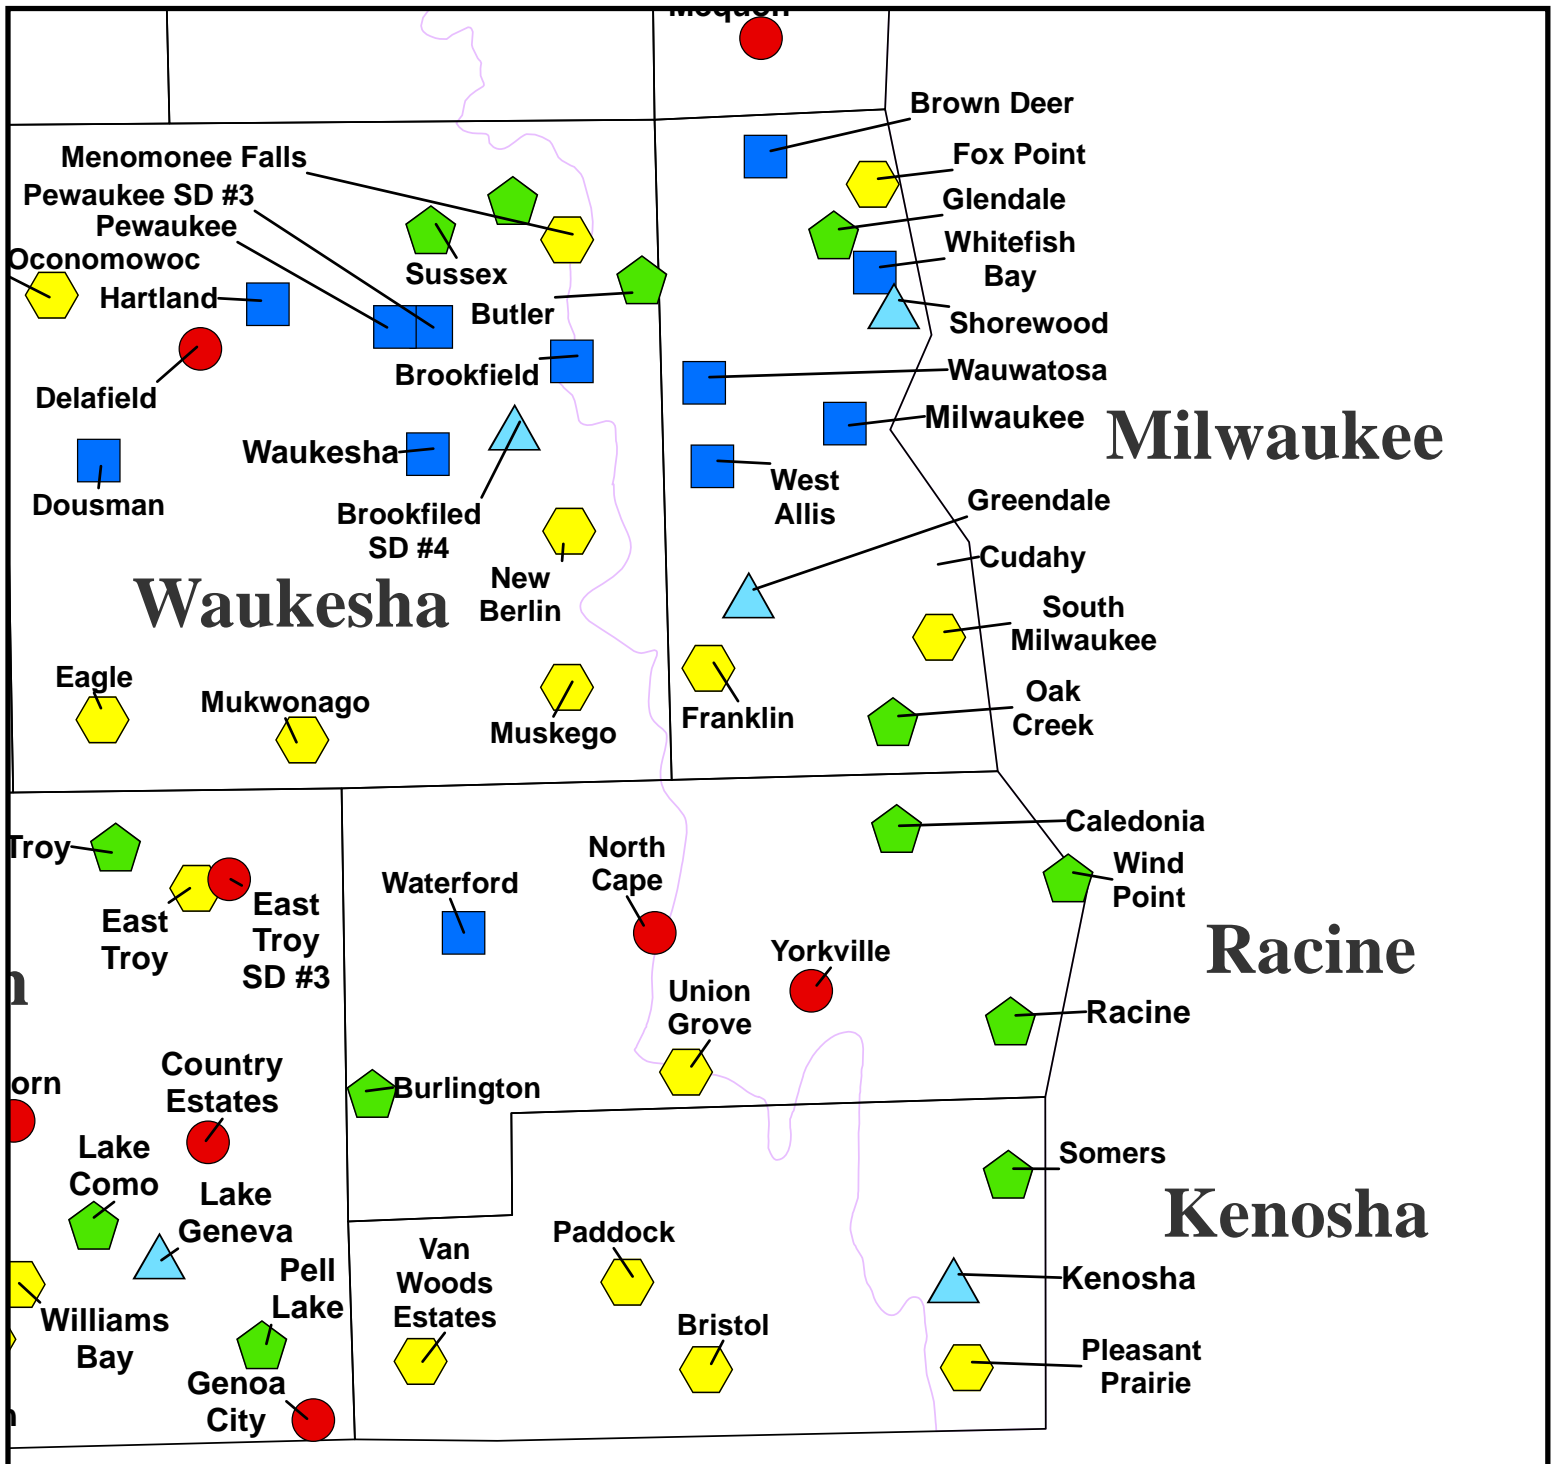 Mequon
Brown Deer
Menomonee Falls
Fox Point
Pewaukee SD #3
Glendale
Pewaukee
Whitefish
Bay
Oconomowoc
Sussex
Hartland
Butler
Shorewood
Brookfield
Wauwatosa
Delafield
Milwaukee
Milwaukee
Waukesha
West
Allis
Dousman
Greendale
Brookfiled
SD #4
Cudahy
New
Berlin
Waukesha
South
Milwaukee
Eagle
Mukwonago
Muskego
Franklin
Oak
Creek
Troy
Caledonia
North
Cape
Wind
Point
Waterford
East
Troy
East
Troy
SD #3
Yorkville
Racine
n
Union
Grove
Racine
Country
Estates
orn
Burlington
Lake
Como
Somers
Lake
Geneva
Kenosha
Paddock
Van
Woods
Estates
Pell
Lake
Kenosha
Williams
Bay
Bristol
Pleasant
Prairie
Genoa
City
n